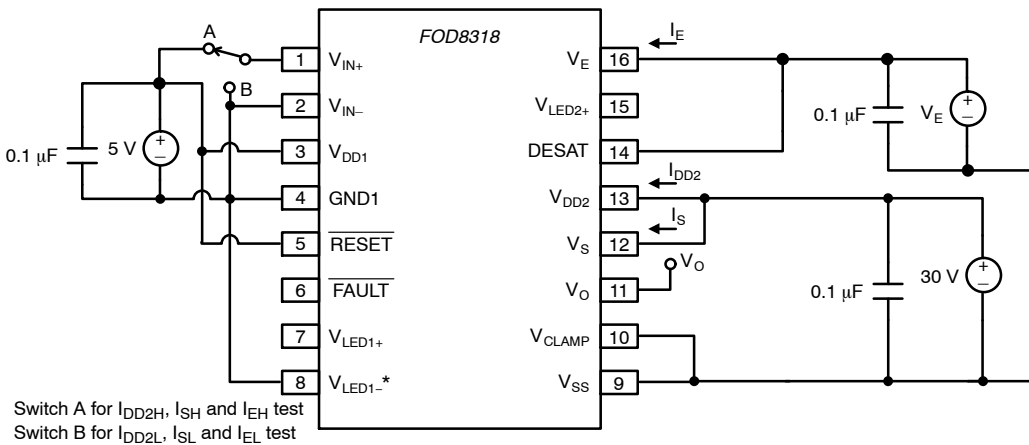 A
FOD8318
I_E
1 V_IN+
V_E 16
B
2 V_IN−
V_LED2+ 15
0.1 μF
V_E
+
−
0.1 μF
5 V
+
−
3 V_DD1
DESAT 14
I_DD2
4 GND1
V_DD2 13
I_S
5 RESET
V_S 12
V_O
6 FAULT
V_O 11
0.1 μF
30 V
+
−
7 V_LED1+
V_CLAMP 10
8 V_LED1−*
V_SS 9
Switch A for I_DD2H, I_SH and I_EH test
Switch B for I_DD2L, I_SL and I_EL test